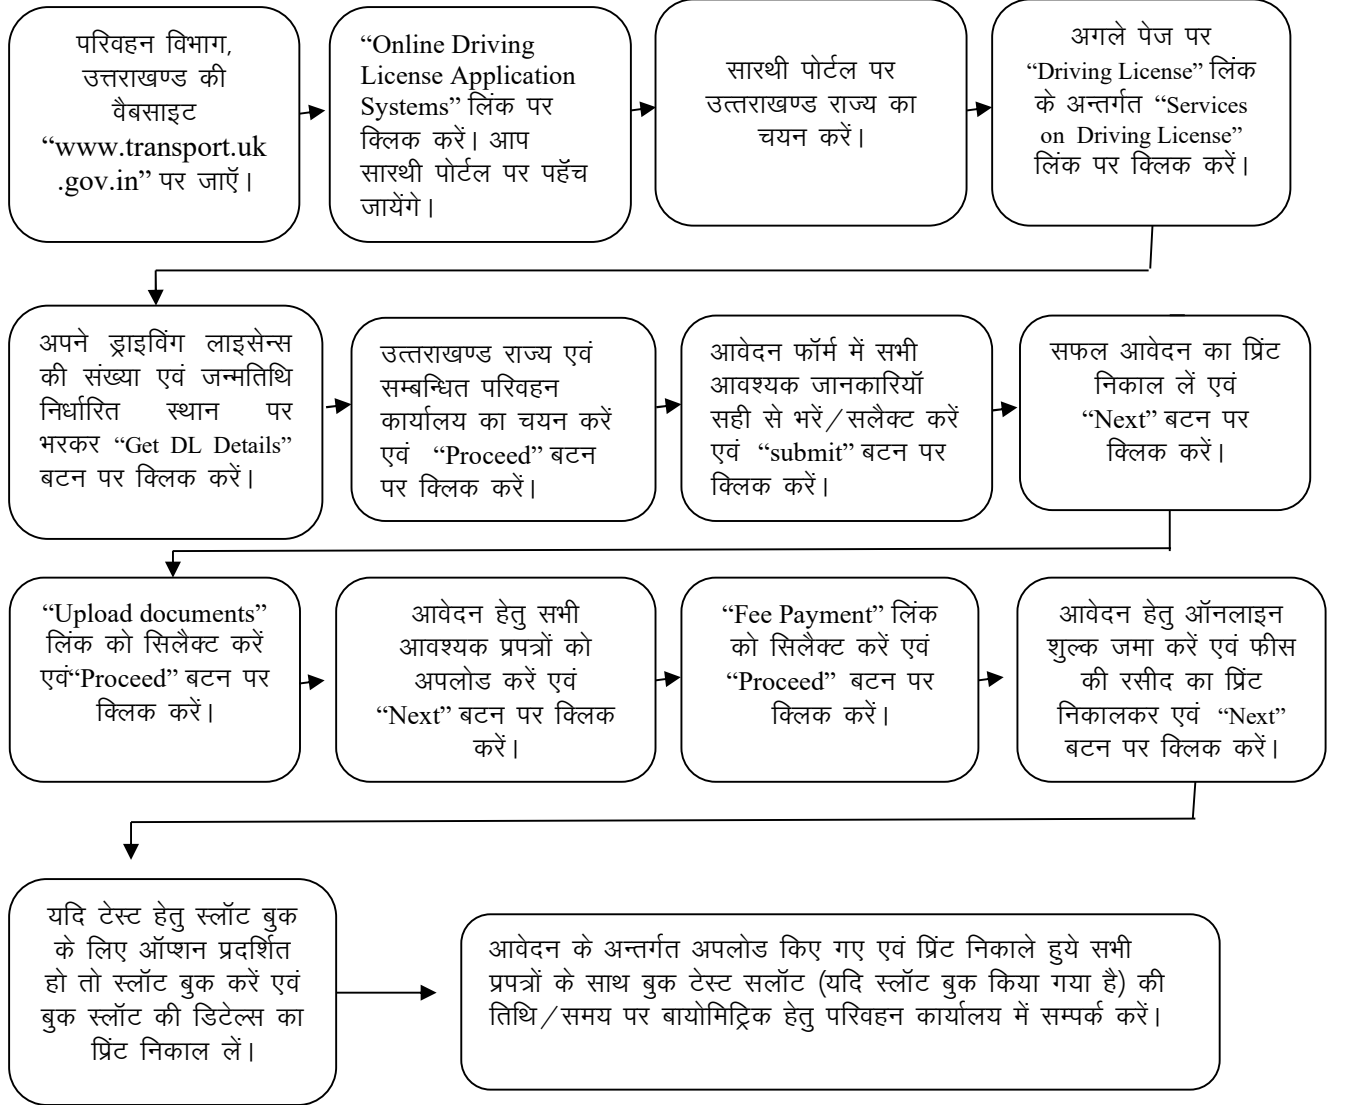 परिवहन विभाग,
उत्तराखण्ड की
वैबसाइट
“www.transport.uk
.gov.in” पर जाएॅ।
“Online Driving
License Application
Systems” लिंक पर
क्लिक करें। आप
सारथी पोर्टल पर पहॅच
जायेंगे।
सारथी पोर्टल पर
उत्तराखण्ड राज्य का
चयन करें।
अगले पेज पर
“Driving License” लिंक
के अन्तर्गत “Services
on Driving License”
लिंक पर क्लिक करें।
अपने ड्राइविंग लाइसेन्स
की संख्या एवं जन्मतिथि
निर्धारित स्थान पर
भरकर “Get DL Details”
बटन पर क्लिक करें।
उत्तराखण्ड राज्य एवं
सम्बन्धित परिवहन
कार्यालय का चयन करें
एवं “Proceed” बटन
पर क्लिक करें।
आवेदन फॉर्म में सभी
आवश्यक जानकारियॉ
सही से भरें/सलैक्ट करें
एवं “submit” बटन पर
क्लिक करें।
सफल आवेदन का प्रिंट
निकाल लें एवं
“Next” बटन पर
क्लिक करें।
“Upload documents”
लिंक को सिलैक्ट करें
एवं“Proceed” बटन पर
क्लिक करें।
आवेदन हेतु सभी
आवश्यक प्रपत्रों को
अपलोड करें एवं
“Next” बटन पर क्लिक
करें।
“Fee Payment” लिंक
को सिलैक्ट करें एवं
“Proceed” बटन पर
क्लिक करें।
आवेदन हेतु ऑनलाइन
शुल्क जमा करें एवं फीस
की रसीद का प्रिंट
निकालकर एवं “Next”
बटन पर क्लिक करें।
यदि टेस्ट हेतु स्लॉट बुक
के लिए ऑप्शन प्रदर्शित
हो तो स्लॉट बुक करें एवं
बुक स्लॉट की डिटेल्स का
प्रिंट निकाल लें।
आवेदन के अन्तर्गत अपलोड किए गए एवं प्रिंट निकाले हुये सभी
प्रपत्रों के साथ बुक टेस्ट सलॉट (यदि स्लॉट बुक किया गया है) की
तिथि/समय पर बायोमिट्रिक हेतु परिवहन कार्यालय में सम्पर्क करें।